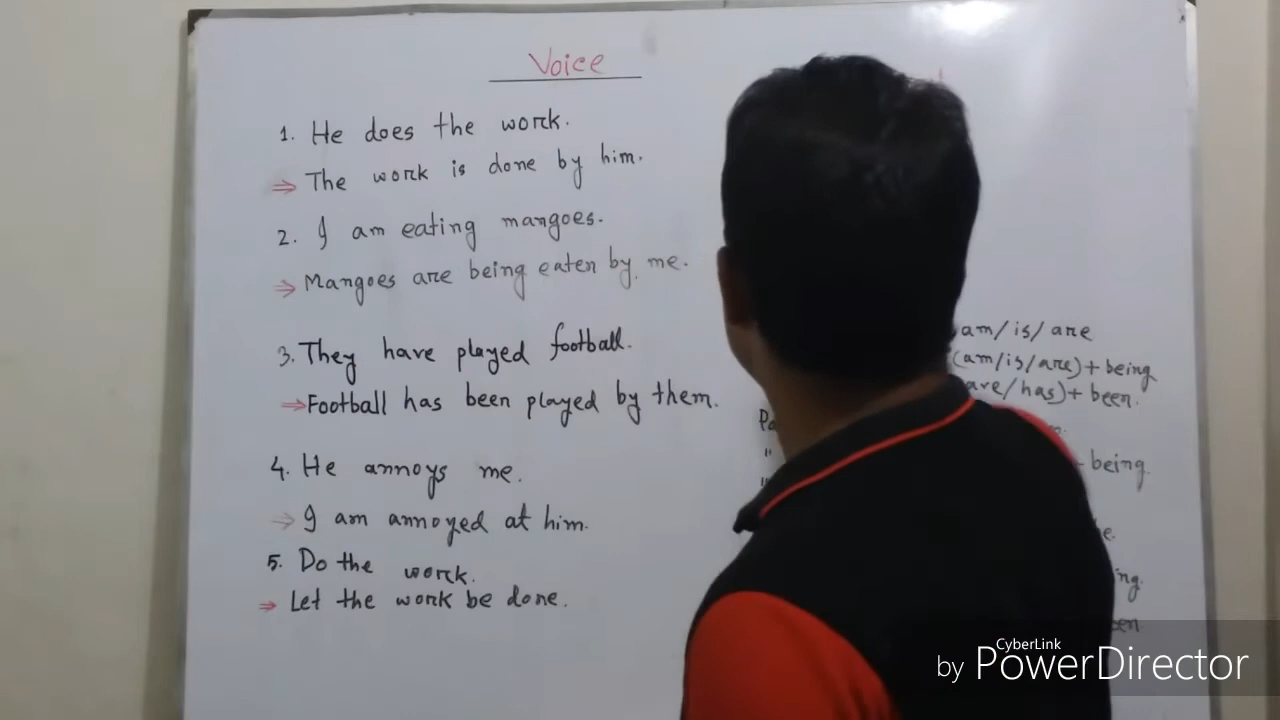 Voice
1. He does the work.
⇒ The work is done by him.
2. I am eating mangoes.
⇒ Mangoes are being eaten by me.
3. They have played football.
⇒ Football has been played by them.
4. He annoys me.
⇒ I am annoyed at him.
5. Do the work.
⇒ Let the work be done.
am/is/are
(am/is/are)+ being
have/has)+ been.
being.
CyberLink
by PowerDirector